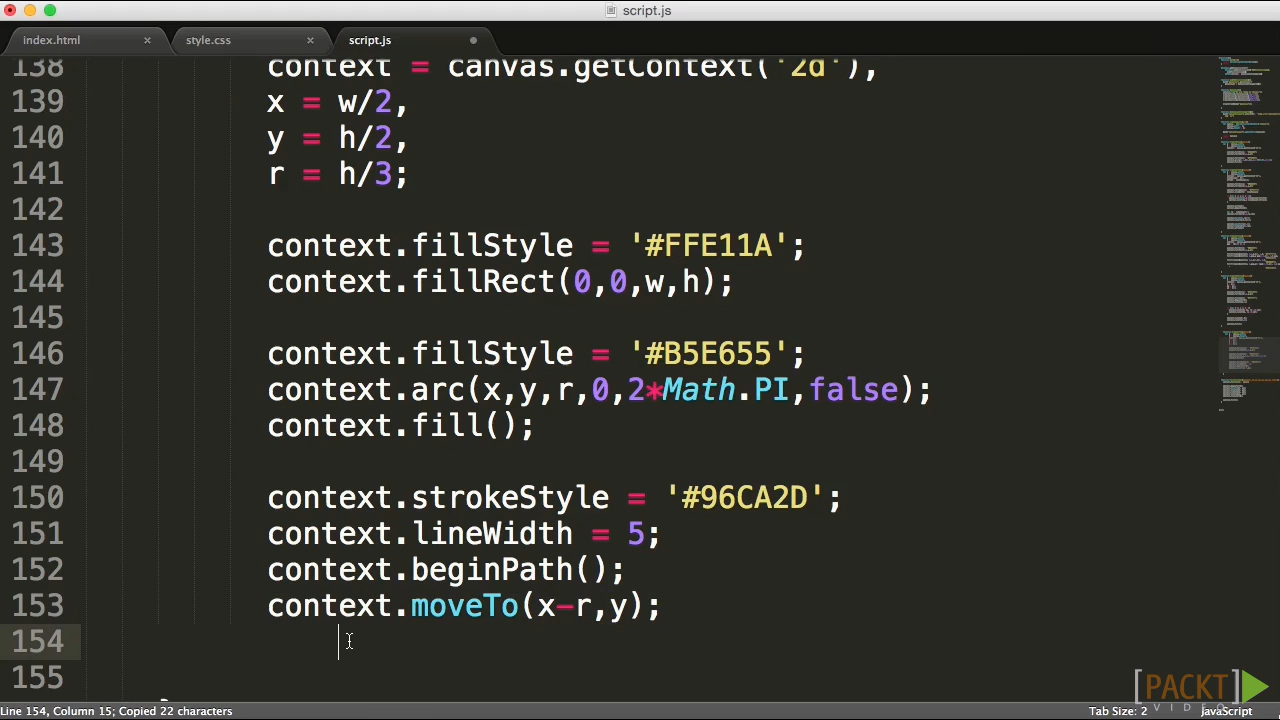 script.js
index.html
style.css
script.js
138 context = canvas.getContext('2d'),
139 x = w/2,
140 y = h/2,
141 r = h/3;
142
143 context.fillStyle = '#FFE11A';
144 context.fillRect(0,0,w,h);
145
146 context.fillStyle = '#B5E655';
147 context.arc(x,y,r,0,2*Math.PI,false);
148 context.fill();
149
150 context.strokeStyle = '#96CA2D';
151 context.lineWidth = 5;
152 context.beginPath();
153 context.moveTo(x-r,y);
154
155
[PACKT]
VIDEO
Line 154, Column 15; Copied 22 characters
Tab Size: 2
JavaScript